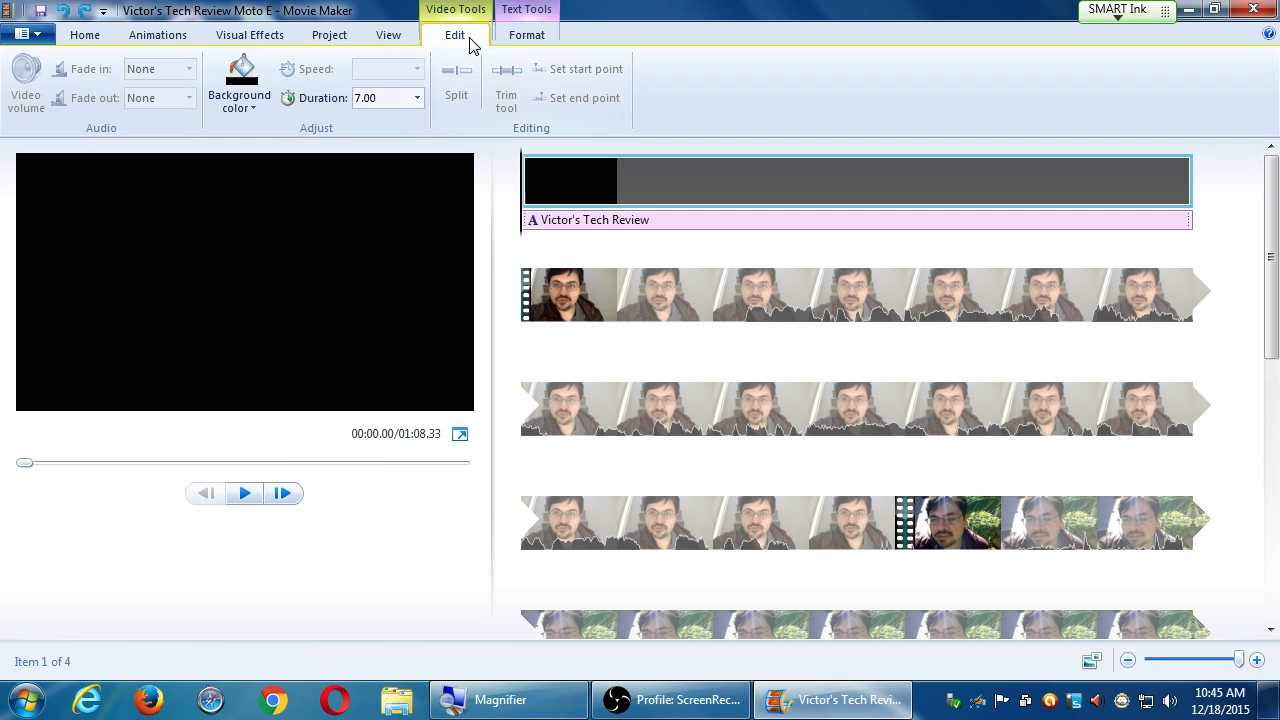 Victor's Tech Review Moto E - Movie Maker
Video Tools
Text Tools
SMART Ink
Home
Animations
Visual Effects
Project
View
Edit
Format
Video volume
Fade in:
None
Fade out:
None
Audio
Background color
Speed:
Duration:
7.00
Adjust
Split
Trim tool
Set start point
Set end point
Editing
A Victor's Tech Review
00:00.00/01:08.33
Item 1 of 4
Magnifier
Profile: ScreenRec...
Victor's Tech Revi...
10:45 AM
12/18/2015